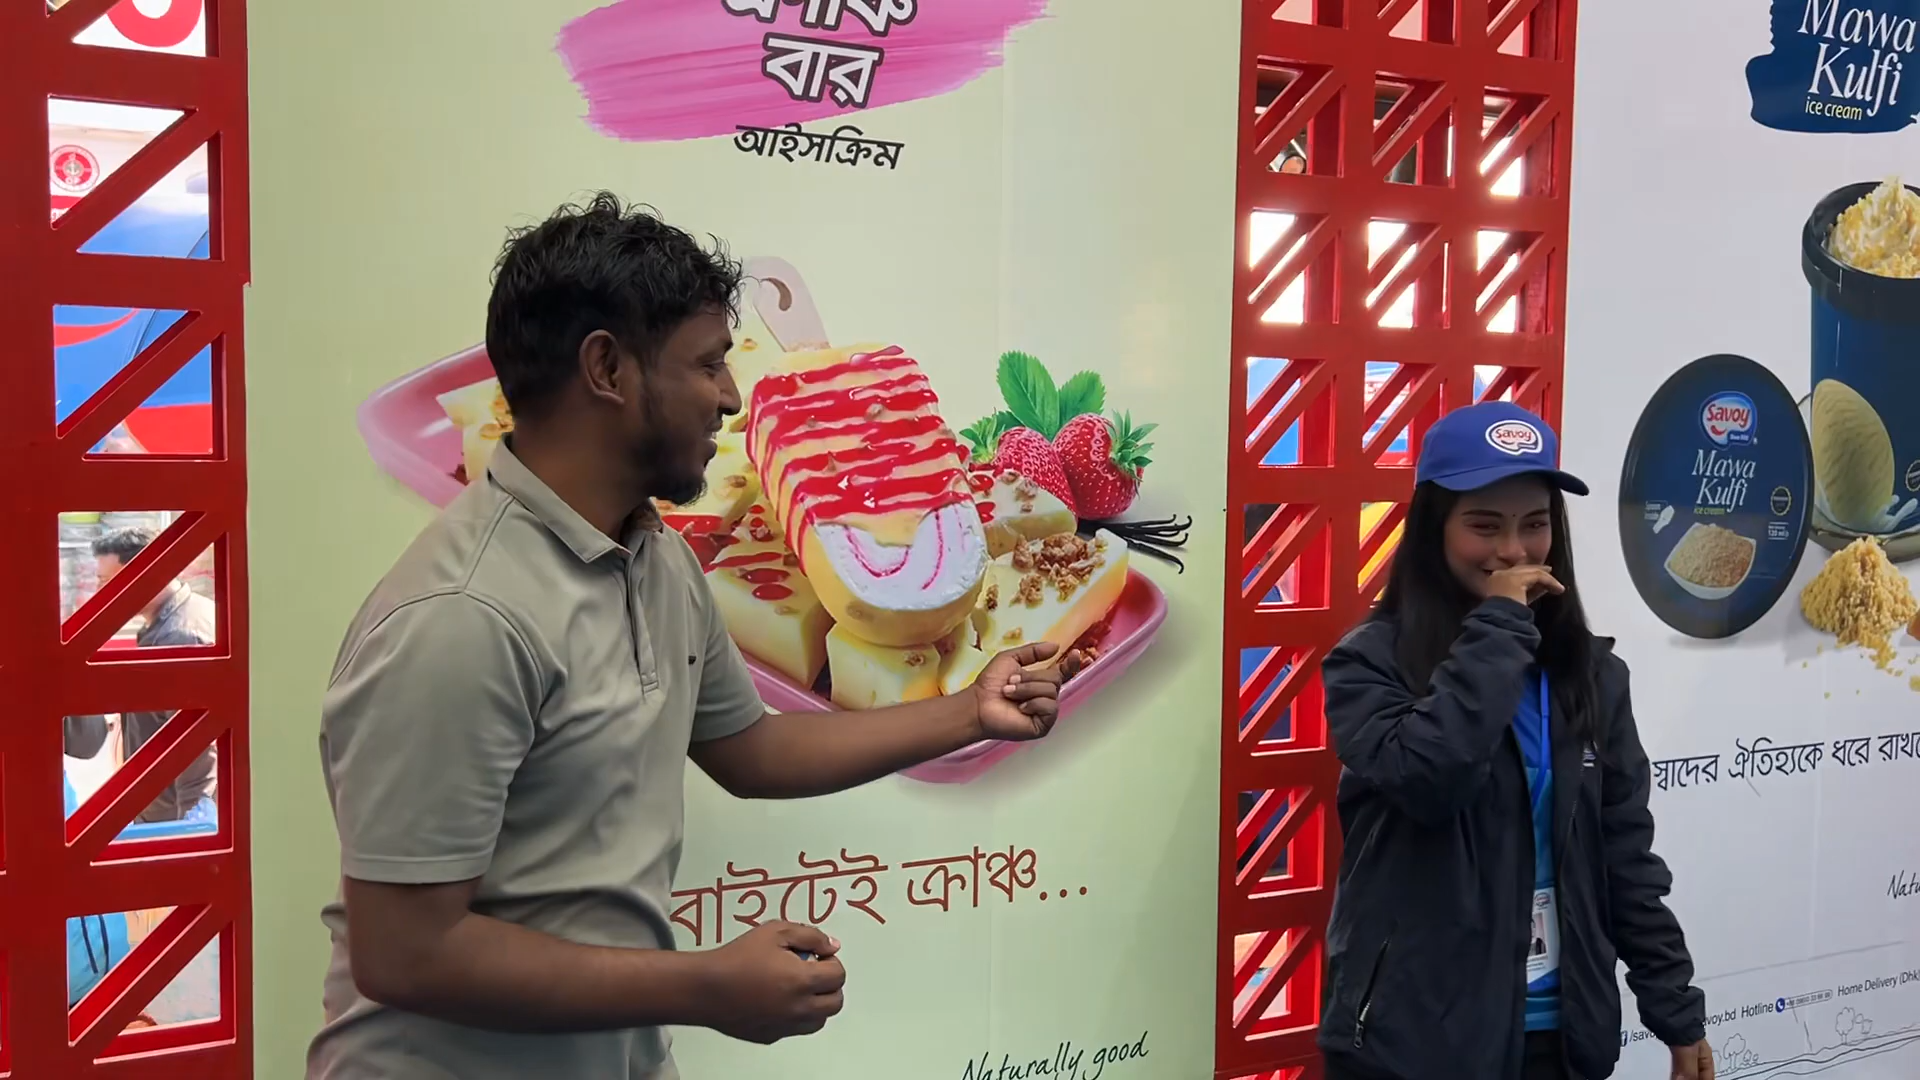 বার
আইসক্রিম
বাইটেই ক্রাঞ্চ...
Naturally good
Savoy
Mawa
Kulfi
ice cream
Savoy
Mawa
Kulfi
ice cream
স্বাদের ঐতিহ্যকে ধরে
Hotline
Home Delivery